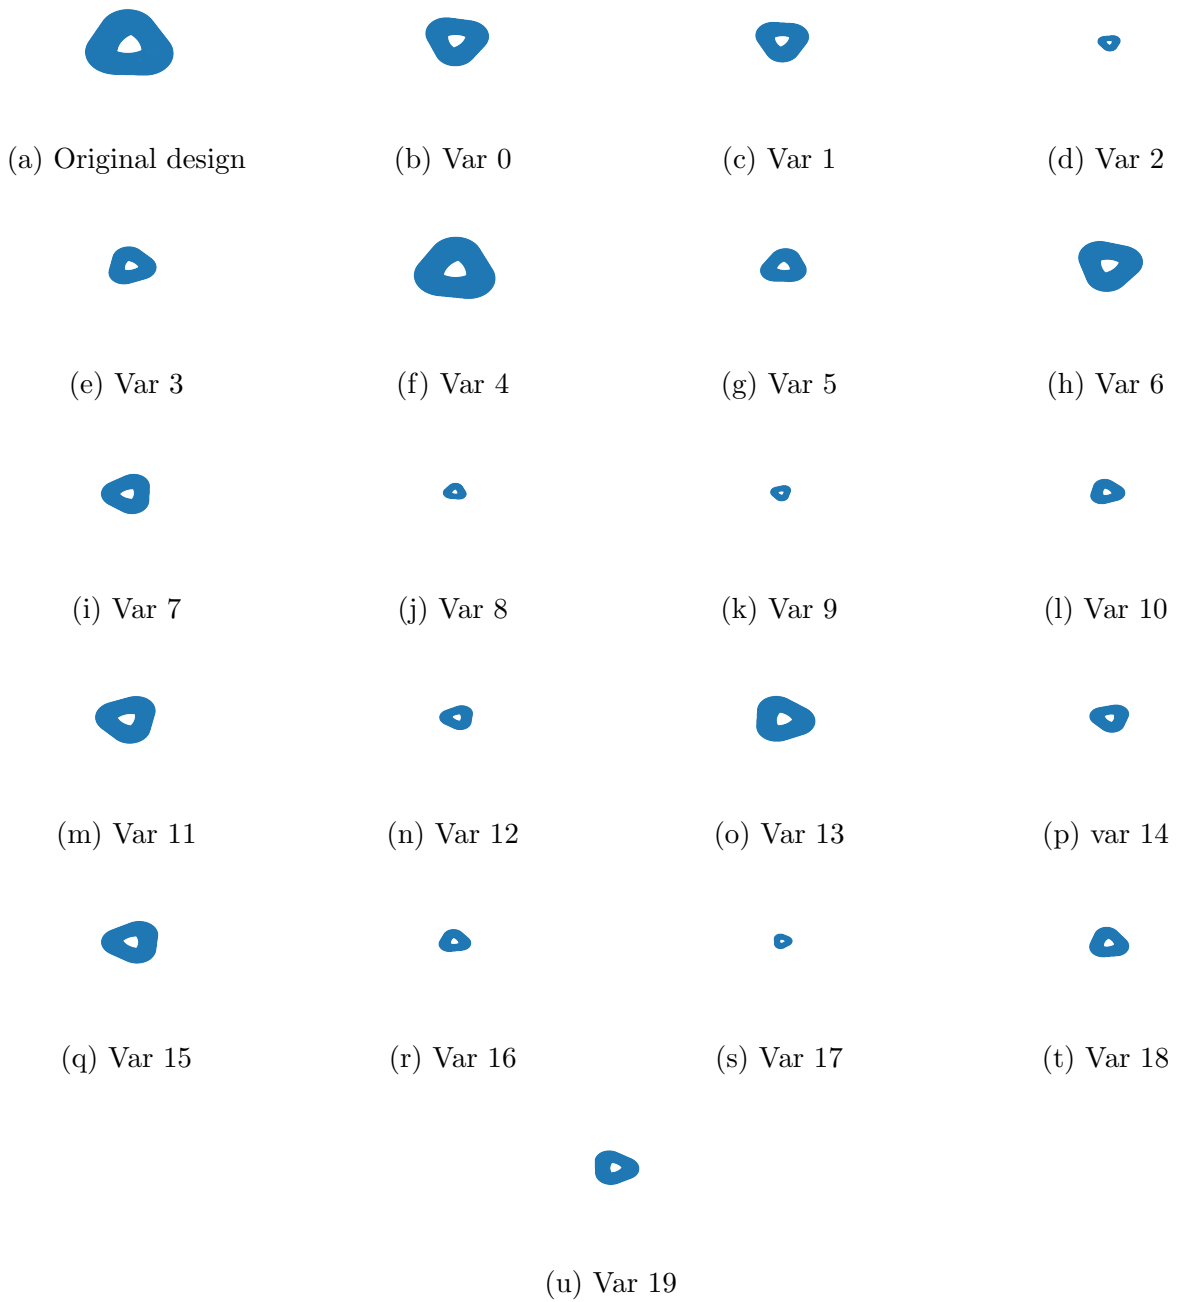 (a) Original design
(b) Var 0
(c) Var 1
(d) Var 2
(e) Var 3
(f) Var 4
(g) Var 5
(h) Var 6
(i) Var 7
(j) Var 8
(k) Var 9
(l) Var 10
(m) Var 11
(n) Var 12
(o) Var 13
(p) var 14
(q) Var 15
(r) Var 16
(s) Var 17
(t) Var 18
(u) Var 19